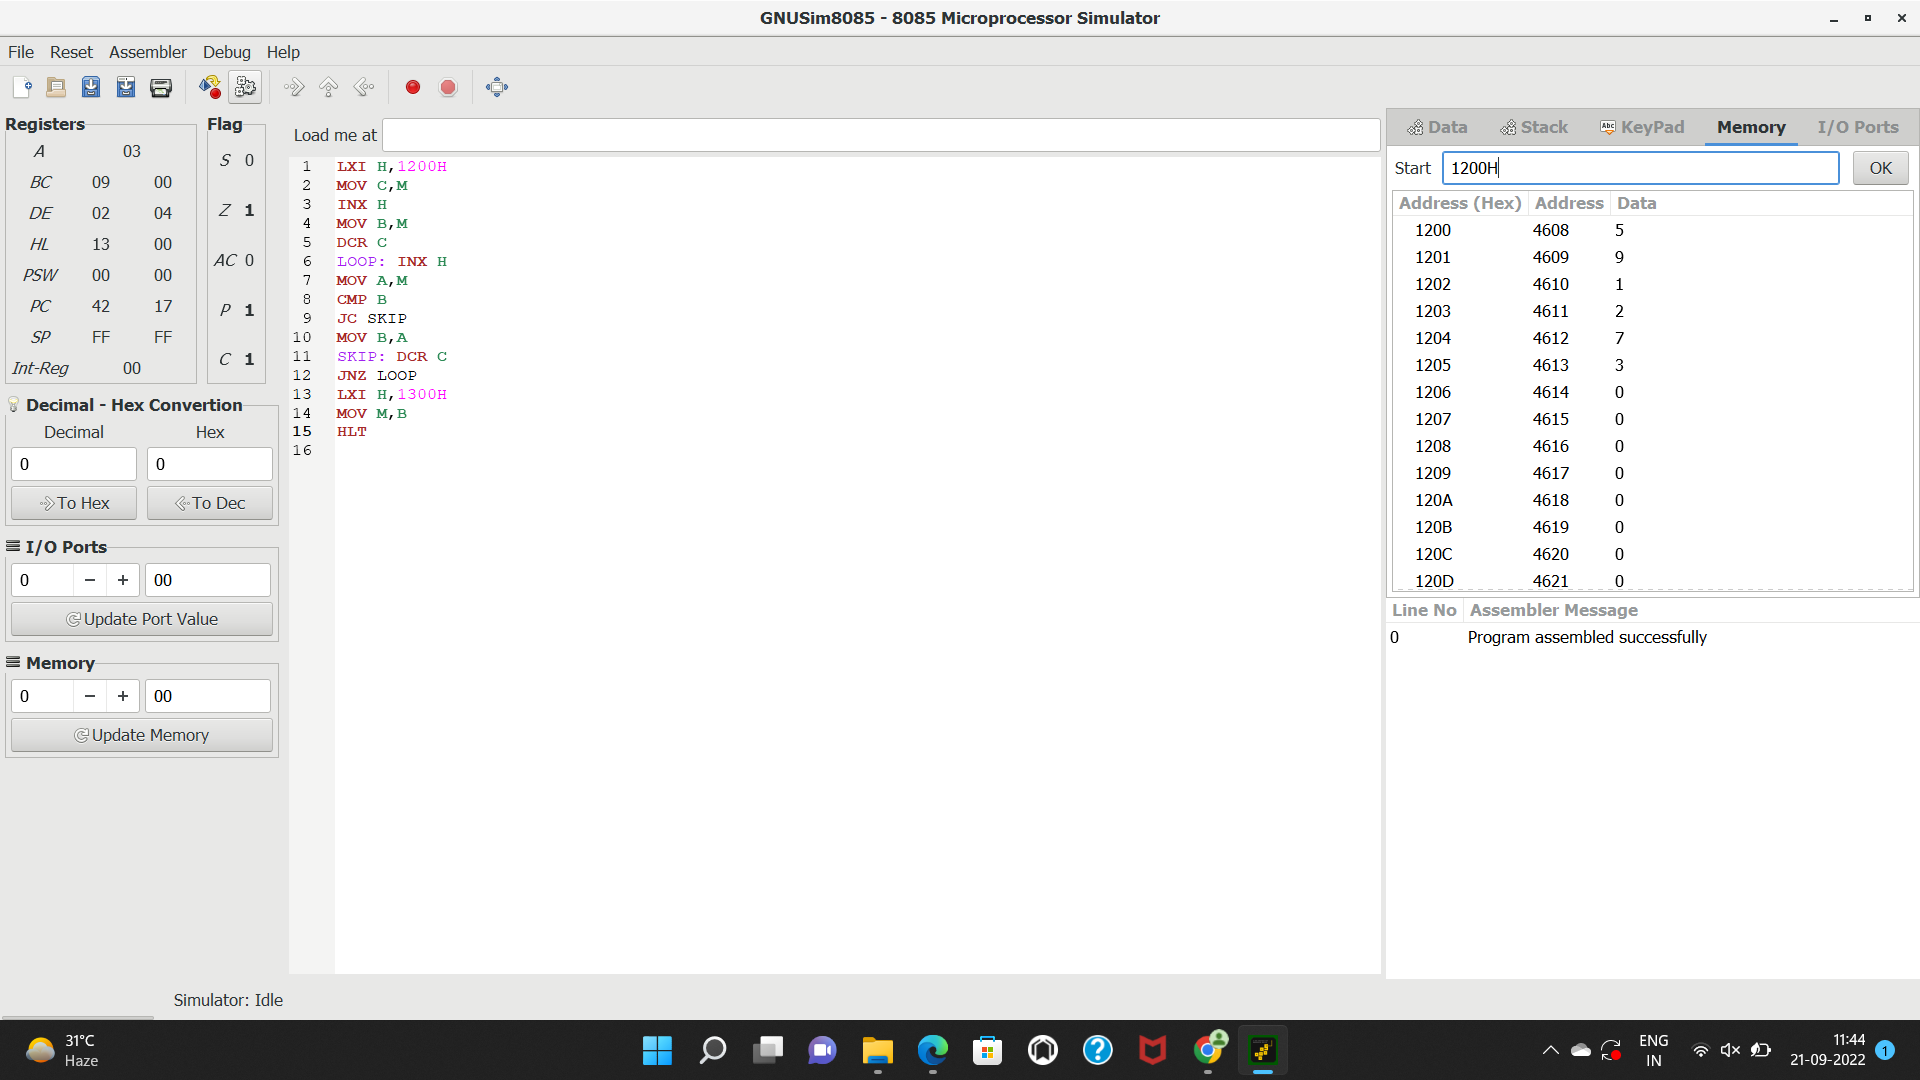 GNUSim8085 - 8085 Microprocessor Simulator
File Reset Assembler Debug Help
Registers
A 03
BC 09 00
DE 02 04
HL 13 00
PSW 00 00
PC 42 17
SP FF FF
Int-Reg 00
Flag
S 0
Z 1
AC 0
P 1
C 1
Decimal - Hex Convertion
Decimal Hex
0 0
To Hex To Dec
I/O Ports
0 − + 00
Update Port Value
Memory
0 − + 00
Update Memory
Load me at
1 LXI H,1200H
2 MOV C,M
3 INX H
4 MOV B,M
5 DCR C
6 LOOP: INX H
7 MOV A,M
8 CMP B
9 JC SKIP
10 MOV B,A
11 SKIP: DCR C
12 JNZ LOOP
13 LXI H,1300H
14 MOV M,B
15 HLT
16
Data Stack Abc KeyPad Memory I/O Ports
Start 1200H OK
Address (Hex) Address Data
1200 4608 5
1201 4609 9
1202 4610 1
1203 4611 2
1204 4612 7
1205 4613 3
1206 4614 0
1207 4615 0
1208 4616 0
1209 4617 0
120A 4618 0
120B 4619 0
120C 4620 0
120D 4621 0
Line No Assembler Message
0 Program assembled successfully
Simulator: Idle
31°C
Haze
ENG
IN
11:44
21-09-2022
1